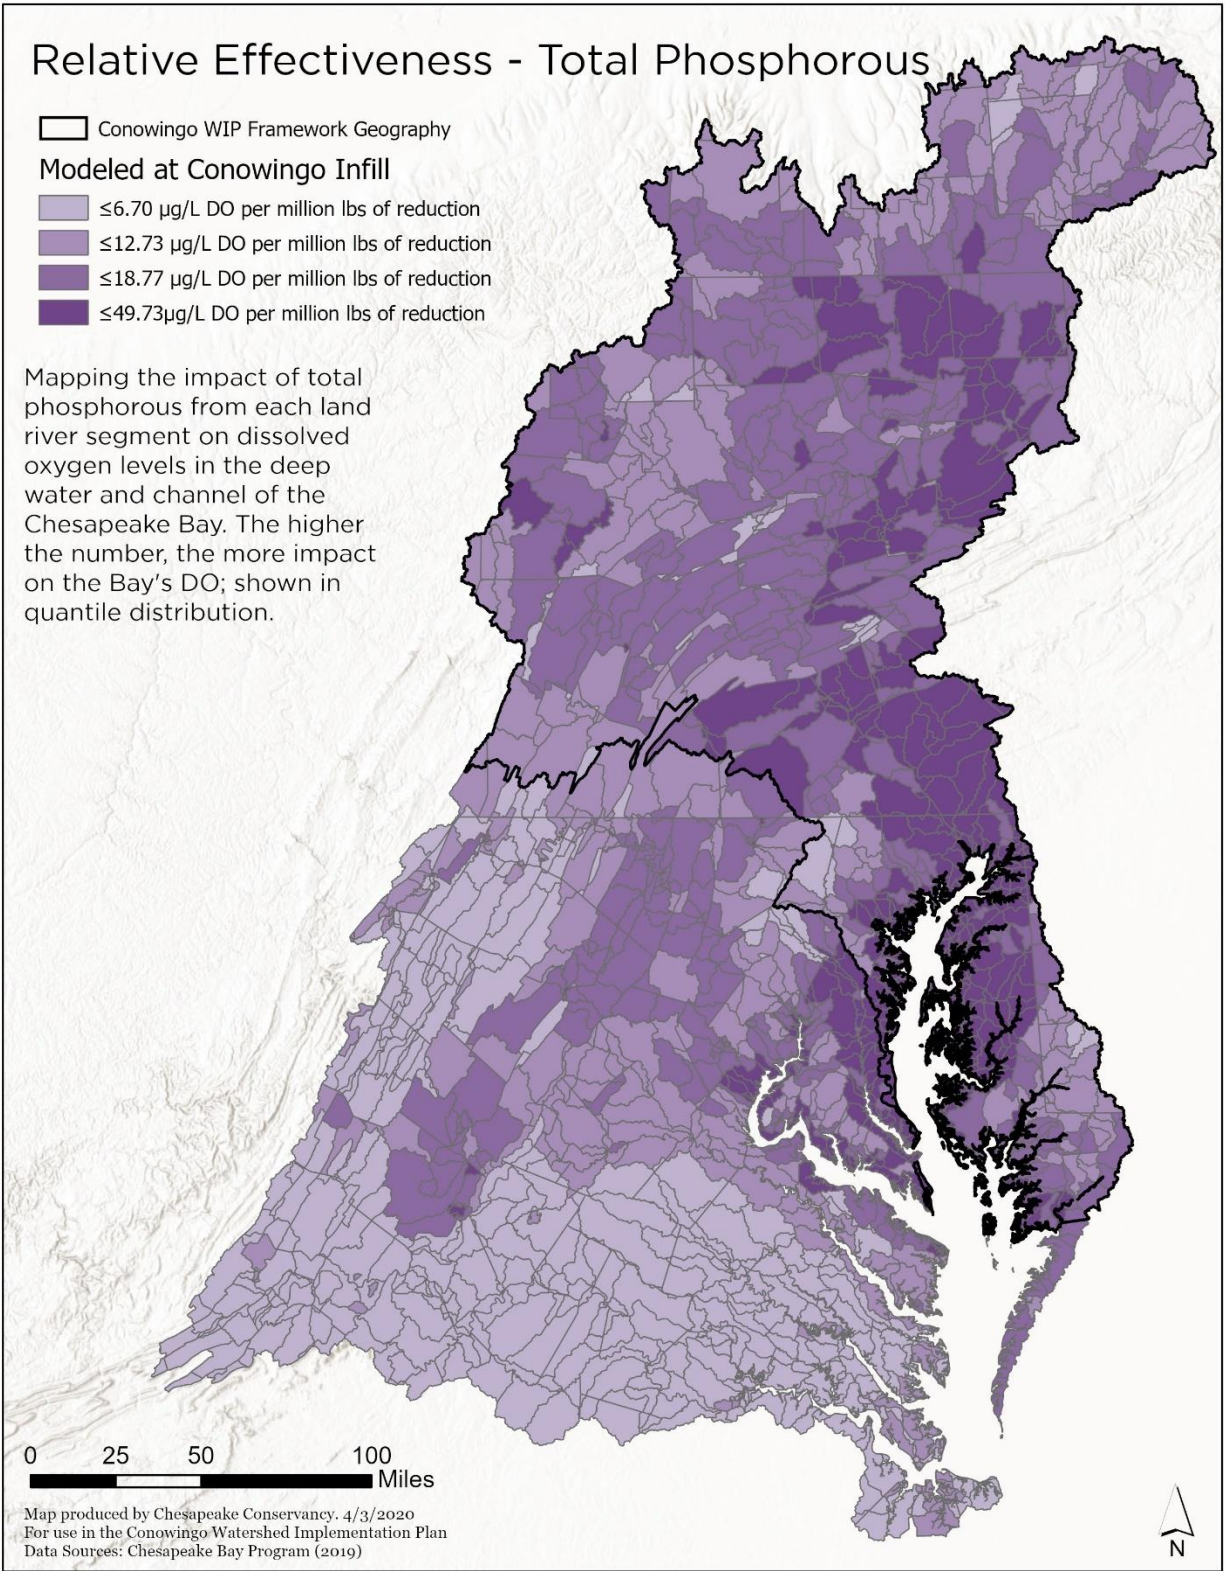 Relative Effectiveness - Total Phosphorous
Conowingo WIP Framework Geography
Modeled at Conowingo Infill
≤6.70 µg/L DO per million lbs of reduction
≤12.73 µg/L DO per million lbs of reduction
≤18.77 µg/L DO per million lbs of reduction
≤49.73µg/L DO per million lbs of reduction
Mapping the impact of total
phosphorous from each land
river segment on dissolved
oxygen levels in the deep
water and channel of the
Chesapeake Bay. The higher
the number, the more impact
on the Bay's DO; shown in
quantile distribution.
0 25 50 100
Miles
Map produced by Chesapeake Conservancy. 4/3/2020
For use in the Conowingo Watershed Implementation Plan
Data Sources: Chesapeake Bay Program (2019)
N